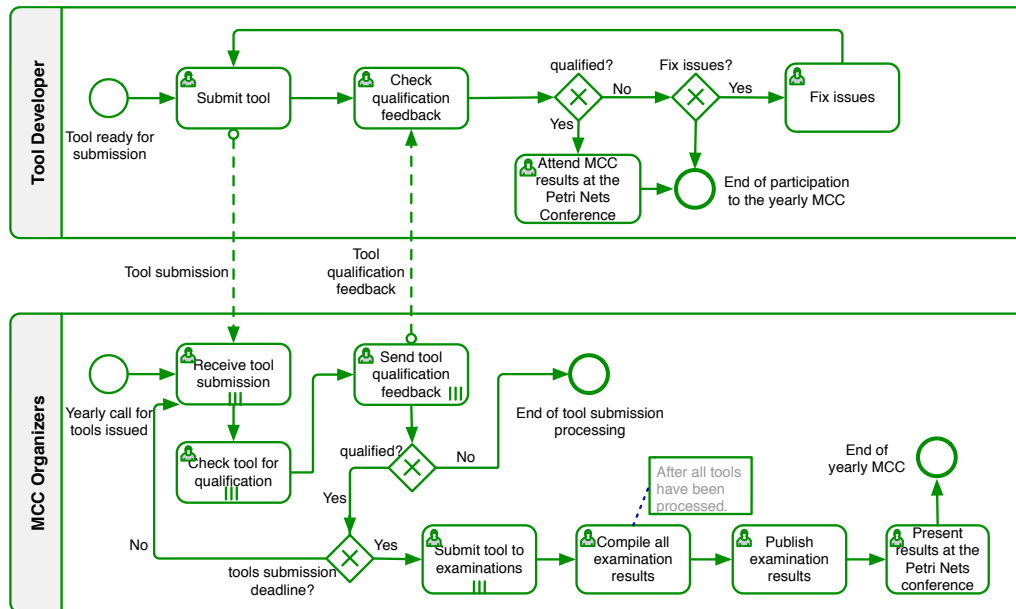 Tool Developer
Tool ready for
submission
Submit tool
Check
qualification
feedback
qualified?
No
Yes
Fix issues?
Yes
Fix issues
Attend MCC
results at the
Petri Nets
Conference
End of participation
to the yearly MCC
Tool submission
Tool
qualification
feedback
MCC Organizers
Yearly call for
tools issued
Receive tool
submission
Check tool for
qualification
Send tool
qualification
feedback
qualified?
No
Yes
End of tool submission
processing
No
tools submission
deadline?
Yes
Submit tool to
examinations
After all tools
have been
processed.
Compile all
examination
results
Publish
examination
results
Present
results at the
Petri Nets
conference
End of
yearly MCC